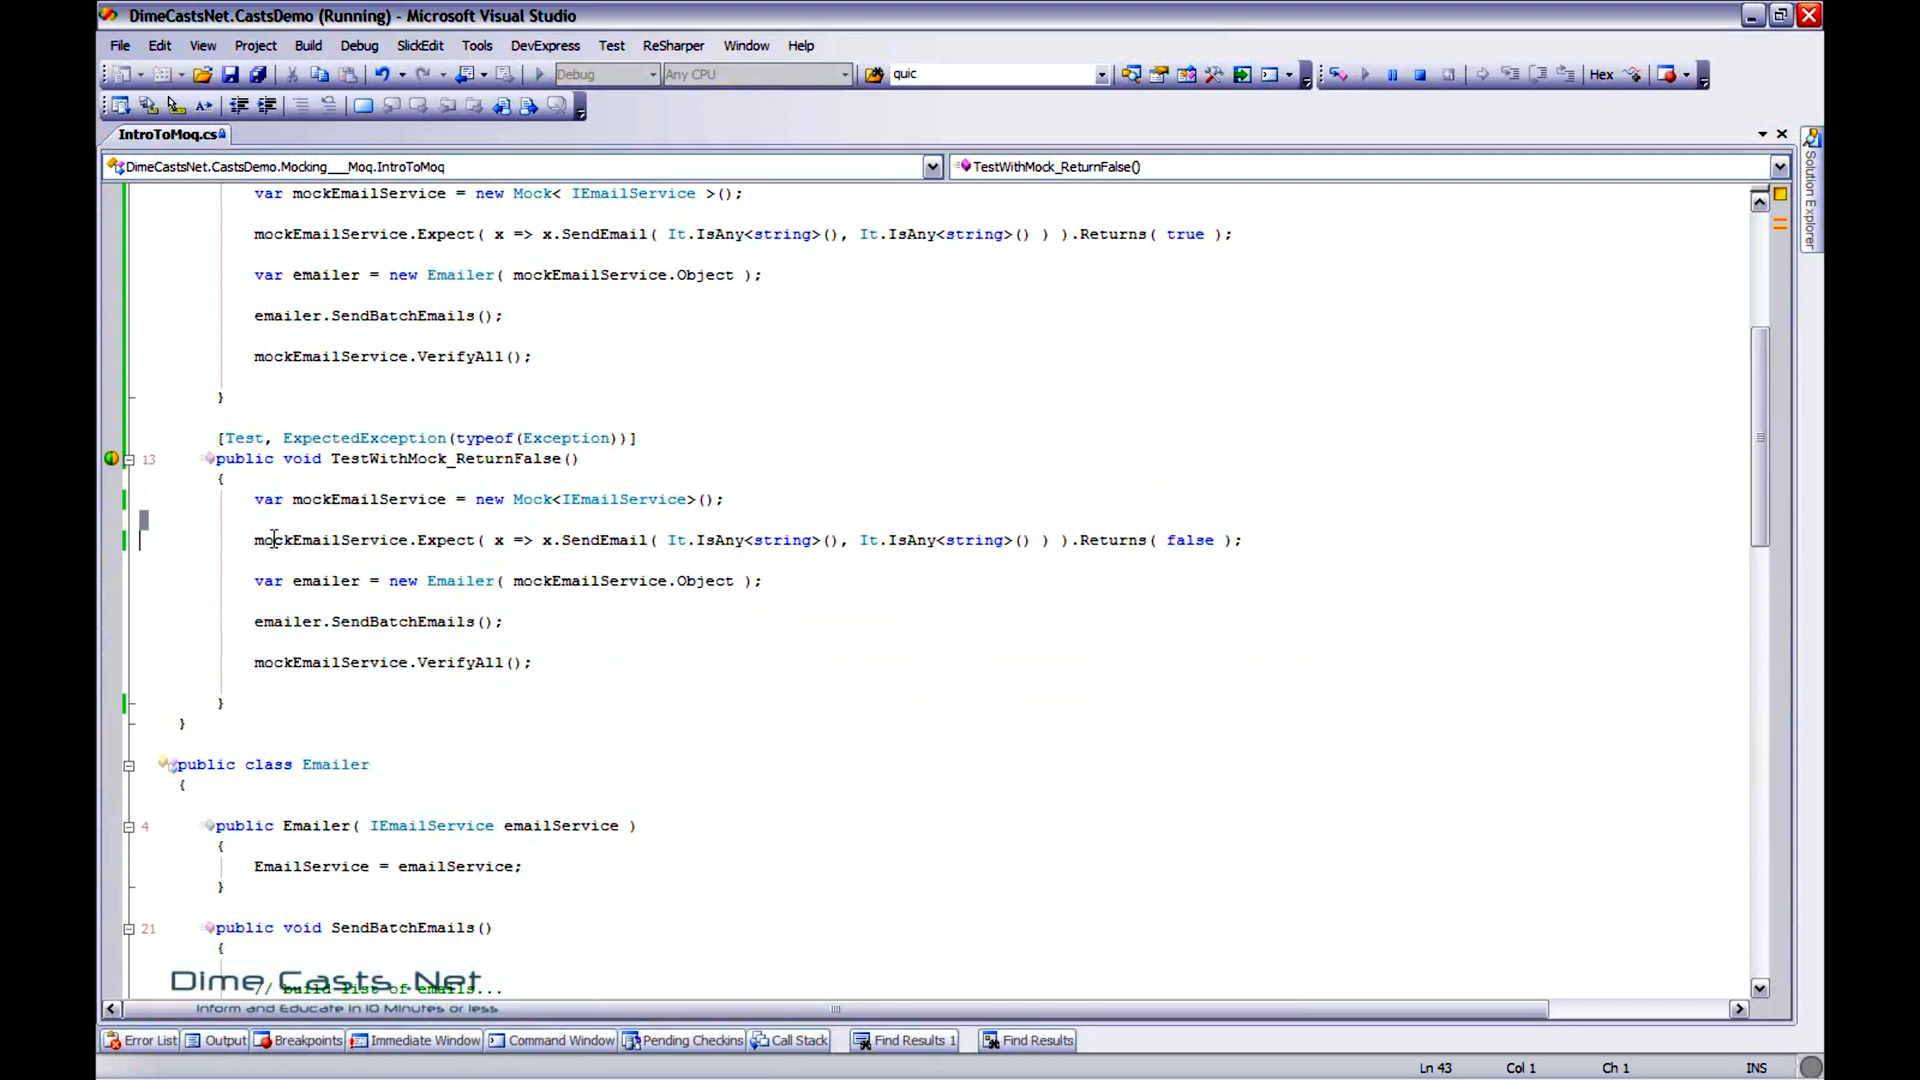 DimeCastsNet.CastsDemo (Running) - Microsoft Visual Studio
File Edit View Project Build Debug SlickEdit Tools DevExpress Test ReSharper Window Help
Debug Any CPU quic Hex
IntroToMoq.cs
DimeCastsNet.CastsDemo.Mocking___Moq.IntroToMoq TestWithMock_ReturnFalse()
Solution Explorer
var mockEmailService = new Mock< IEmailService >();
mockEmailService.Expect( x => x.SendEmail( It.IsAny<string>(), It.IsAny<string>() ) ).Returns( true );
var emailer = new Emailer( mockEmailService.Object );
emailer.SendBatchEmails();
mockEmailService.VerifyAll();
}
[Test, ExpectedException(typeof(Exception))]
13 public void TestWithMock_ReturnFalse()
{
var mockEmailService = new Mock<IEmailService>();
mockEmailService.Expect( x => x.SendEmail( It.IsAny<string>(), It.IsAny<string>() ) ).Returns( false );
var emailer = new Emailer( mockEmailService.Object );
emailer.SendBatchEmails();
mockEmailService.VerifyAll();
}
}
public class Emailer
{
4 public Emailer( IEmailService emailService )
{
EmailService = emailService;
}
21 public void SendBatchEmails()
{
Dime Casts .Net
// build list of emails...
Inform and Educate in 10 Minutes or less
Error List Output Breakpoints Immediate Window Command Window Pending Checkins Call Stack Find Results 1 Find Results
Ln 43 Col 1 Ch 1 INS